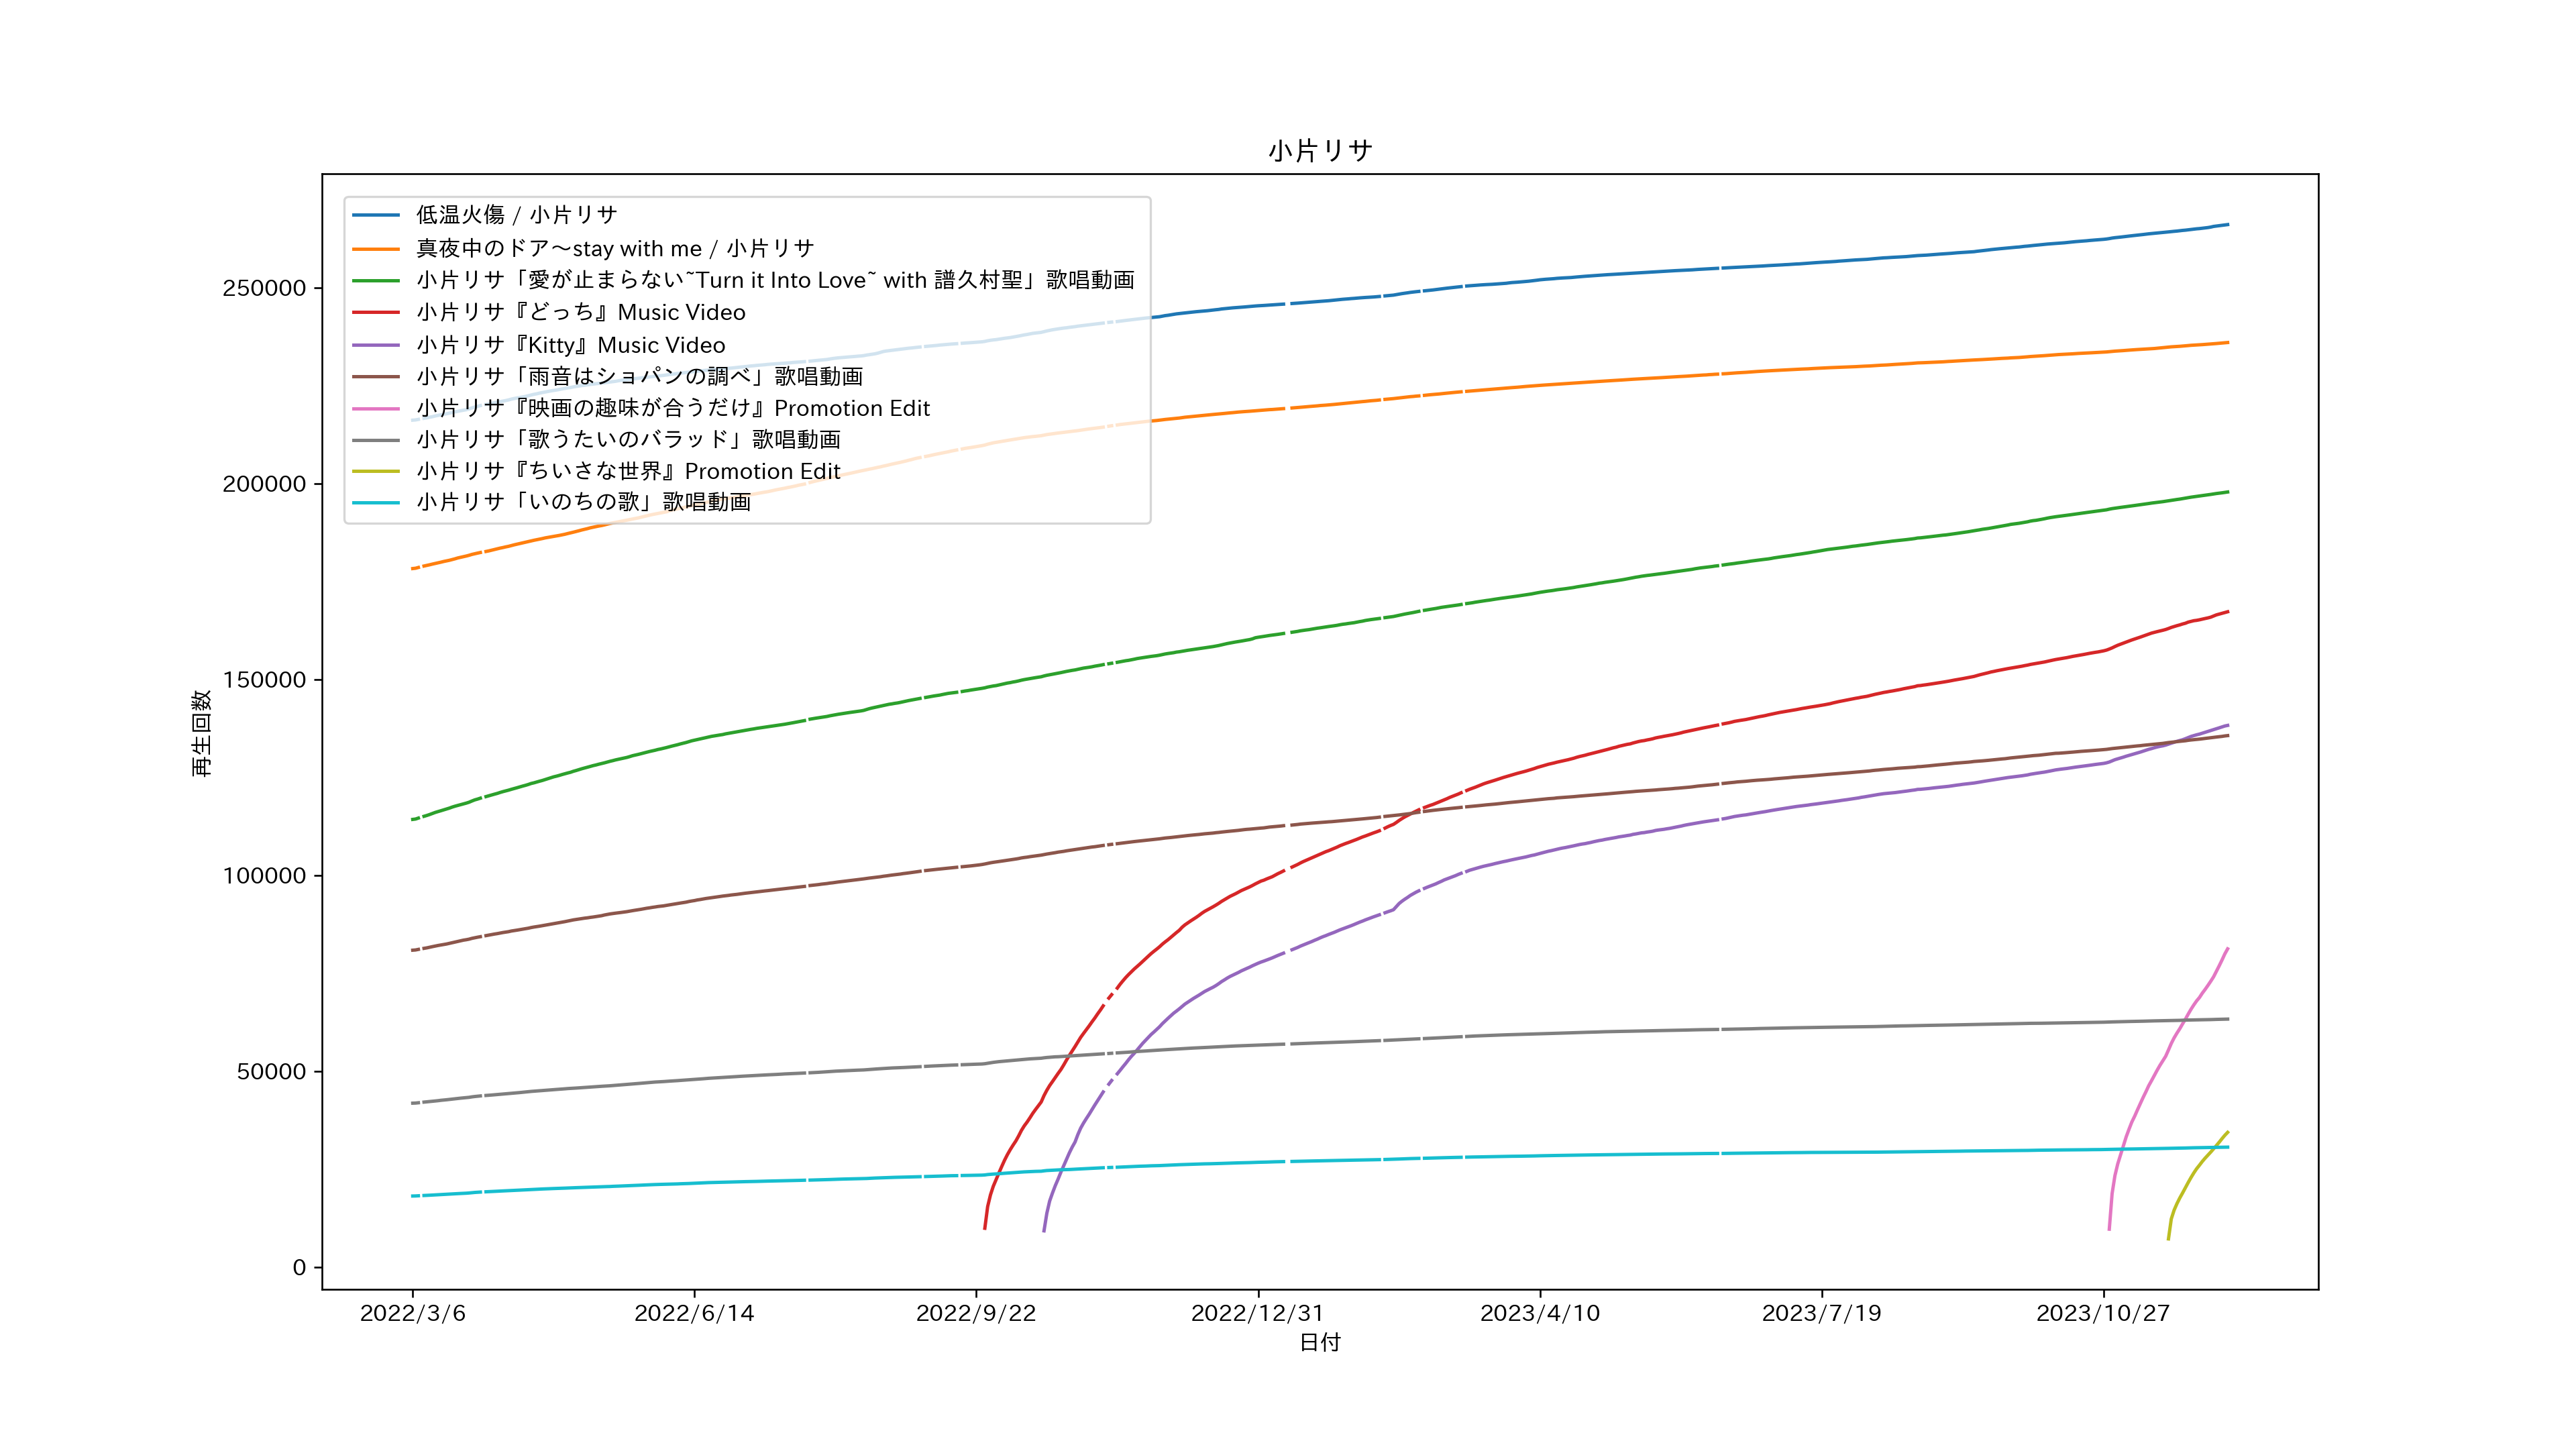 小片リサ
低温火傷 / 小片リサ
真夜中のドア〜stay with me / 小片リサ
小片リサ「愛が止まらない~Turn it Into Love~ with 譜久村聖」歌唱動画
小片リサ『どっち』Music Video
小片リサ『Kitty』Music Video
小片リサ「雨音はショパンの調べ」歌唱動画
小片リサ『映画の趣味が合うだけ』Promotion Edit
小片リサ「歌うたいのバラッド」歌唱動画
小片リサ『ちいさな世界』Promotion Edit
小片リサ「いのちの歌」歌唱動画
250000
200000
150000
100000
50000
0
再生回数
2022/3/6 2022/6/14 2022/9/22 2022/12/31 2023/4/10 2023/7/19 2023/10/27
日付